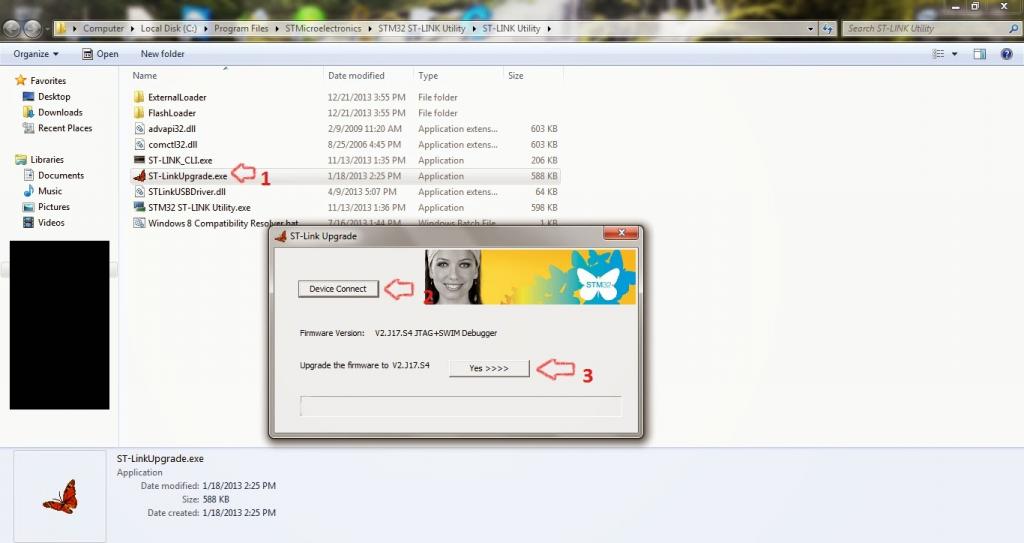 Computer ▸ Local Disk (C:) ▸ Program Files ▸ STMicroelectronics ▸ STM32 ST-LINK Utility ▸ ST-LINK Utility ▸
Search ST-LINK Utility
Organize ▾ Open New folder
Name Date modified Type Size
Favorites
Desktop
Downloads
Recent Places
Libraries
Documents
Music
Pictures
Videos
ExternalLoader 12/21/2013 3:55 PM File folder
FlashLoader 12/21/2013 3:55 PM File folder
advapi32.dll 2/9/2009 11:20 AM Application extens... 603 KB
comctl32.dll 8/25/2006 4:45 PM Application extens... 603 KB
ST-LINK_CLI.exe 11/13/2013 1:35 PM Application 206 KB
ST-LinkUpgrade.exe 1 1/18/2013 2:25 PM Application 588 KB
STLinkUSBDriver.dll 4/9/2013 5:07 PM Application extens... 64 KB
STM32 ST-LINK Utility.exe 11/13/2013 1:36 PM Application 598 KB
Windows 8 Compatibility Resolver.bat 7/16/2013 1:44 PM Windows Batch File 1 KB
ST-Link Upgrade
Device Connect 2
STM32
Firmware Version: V2.J17.S4 JTAG+SWIM Debugger
Upgrade the firmware to V2.J17.S4 Yes >>>> 3
ST-LinkUpgrade.exe
Application
Date modified: 1/18/2013 2:25 PM
Size: 588 KB
Date created: 1/18/2013 2:25 PM